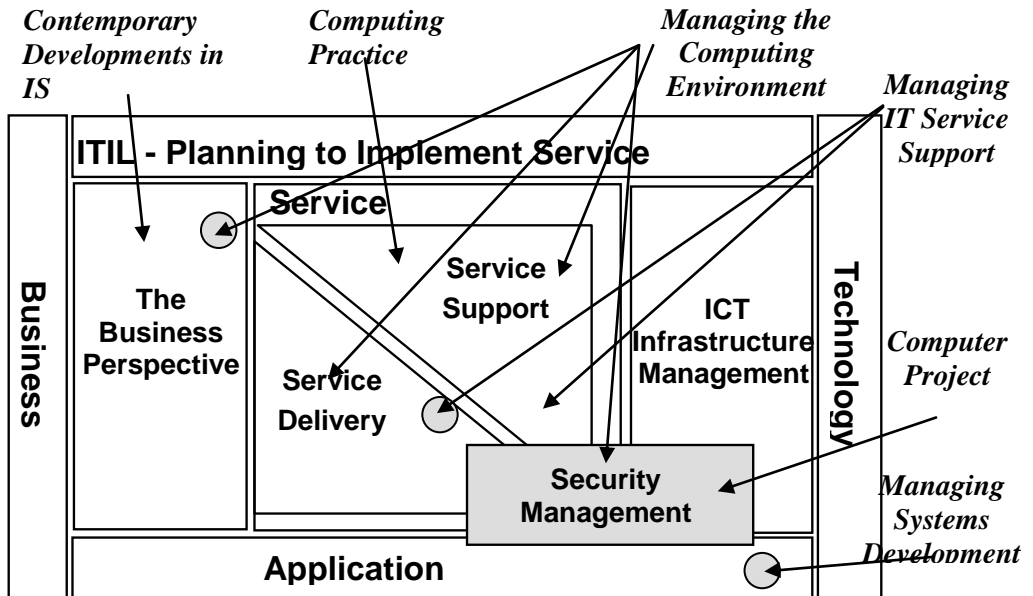 Contemporary
Developments in
IS
Computing
Practice
Managing the
Computing
Environment
Managing
IT Service
Support
ITIL - Planning to Implement Service
Service
Business
The
Business
Perspective
Service
Support
Service
Delivery
ICT
Infrastructure
Management
Technology
Computer
Project
Security
Management
Managing
Systems
Development
Application